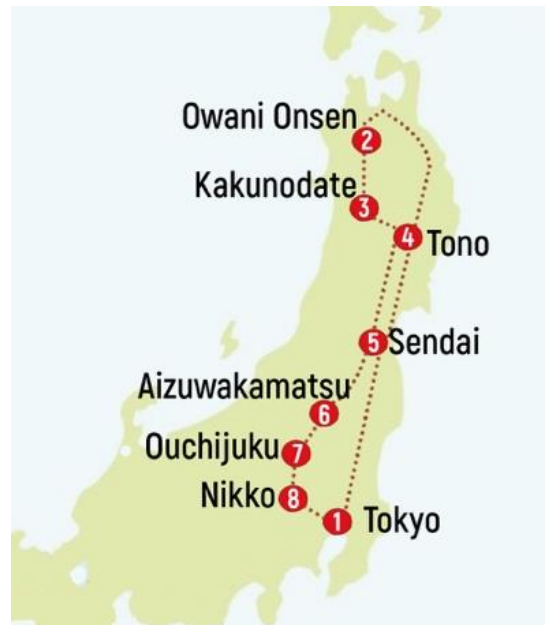 Owani Onsen
2
Kakunodate
3
4
Tono
5
Sendai
Aizuwakamatsu
6
Ouchijuku
7
Nikko
8
1
Tokyo